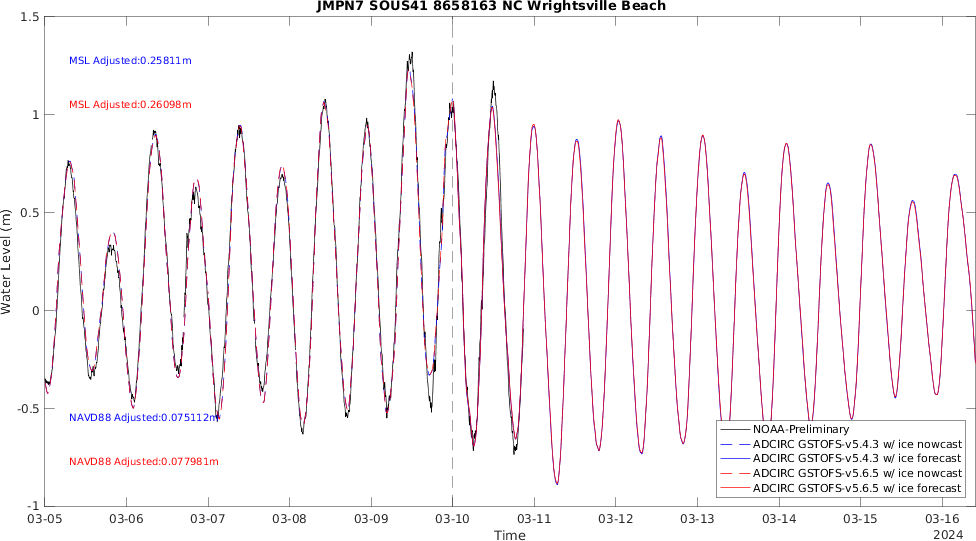 JMPN7 SOUS41 8658163 NC Wrightsville Beach
1.5
1
0.5
0
-0.5
-1
Water Level (m)
MSL Adjusted:0.25811m
MSL Adjusted:0.26098m
NAVD88 Adjusted:0.075112m
NAVD88 Adjusted:0.077981m
NOAA-Preliminary
ADCIRC GSTOFS-v5.4.3 w/ ice nowcast
ADCIRC GSTOFS-v5.4.3 w/ ice forecast
ADCIRC GSTOFS-v5.6.5 w/ ice nowcast
ADCIRC GSTOFS-v5.6.5 w/ ice forecast
03-05 03-06 03-07 03-08 03-09 03-10 03-11 03-12 03-13 03-14 03-15 03-16
Time
2024